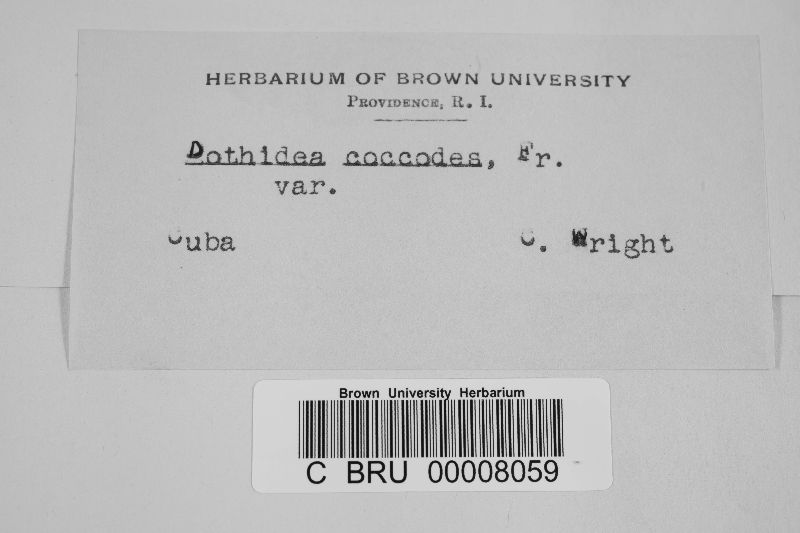 HERBARIUM OF BROWN UNIVERSITY
PROVIDENCE, R. I.
Dothidea coccodes, Fr.
var.
Cuba C. Wright
Brown University Herbarium
C BRU 00008059